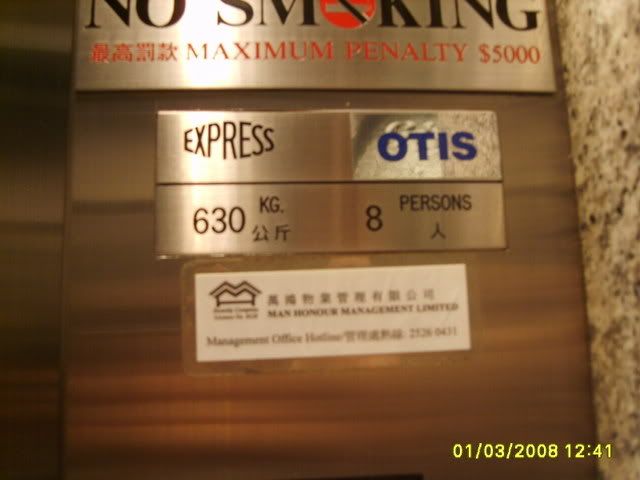 NO SMOKING
最高罰款 MAXIMUM PENALTY $5000
EXPRESS OTIS
630 KG. 公斤 8 PERSONS 人
萬鴻物業管理有限公司
MAN HONOUR MANAGEMENT LIMITED
Management Office Hotline/管理處熱線: 2526 0431
01/03/2008 12:41